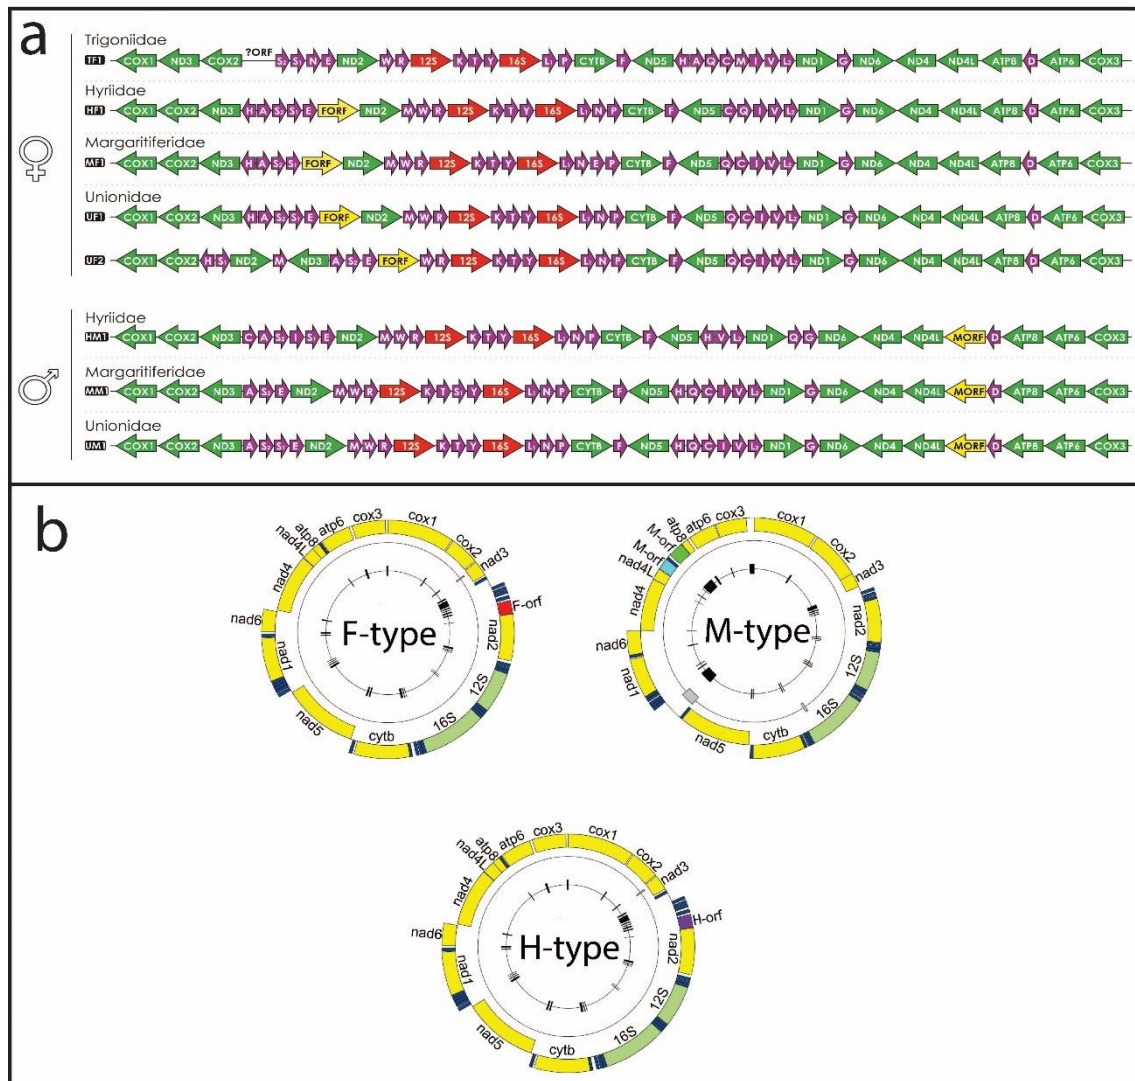 a
Trigoniidae
TF1 COX1 ND3 COX2 ?ORF S S N E ND2 W R 12S K T Y 16S L P CYTB F ND5 H A Q C M I V L ND1 G ND6 ND4 ND4L ATP8 D ATP6 COX3
Hyriidae
HF1 COX1 COX2 ND3 H A S S E FORF ND2 M W R 12S K T Y 16S L N P CYTB F ND5 C Q I V L ND1 G ND6 ND4 ND4L ATP8 D ATP6 COX3
Margaritiferidae
MF1 COX1 COX2 ND3 H A S S FORF ND2 M W R 12S K T Y 16S L N E P CYTB F ND5 Q C I V L ND1 G ND6 ND4 ND4L ATP8 D ATP6 COX3
Unionidae
UF1 COX1 COX2 ND3 H A S S E FORF ND2 M W R 12S K T Y 16S L N P CYTB F ND5 Q C I V L ND1 G ND6 ND4 ND4L ATP8 D ATP6 COX3
UF2 COX1 COX2 H S ND2 M ND3 A S E FORF W R 12S K T Y 16S L N P CYTB F ND5 Q C I V L ND1 G ND6 ND4 ND4L ATP8 D ATP6 COX3
Hyriidae
HM1 COX1 COX2 ND3 C A S I S E ND2 M W R 12S K T Y 16S L N P CYTB F ND5 H V L ND1 Q G ND6 ND4 ND4L MORF D ATP8 ATP6 COX3
Margaritiferidae
MM1 COX1 COX2 ND3 A S E ND2 M W R 12S K T S Y 16S L N P CYTB F ND5 H Q C I V L ND1 G ND6 ND4 ND4L MORF D ATP8 ATP6 COX3
Unionidae
UM1 COX1 COX2 ND3 A S S E ND2 M W R 12S K T Y 16S L N P CYTB F ND5 H Q C I V L ND1 G ND6 ND4 ND4L MORF D ATP8 ATP6 COX3
b
F-type
cox1
cox2
nad3
F-orf
nad2
12S
16S
cytb
nad5
nad1
nad6
nad4
nad4L
atp8
atp6
cox3
M-type
cox1
cox2
nad3
nad2
12S
16S
cytb
nad5
nad1
nad6
nad4
nad4L
M-orf
M-orf
atp8
atp6
cox3
H-type
cox1
cox2
nad3
H-orf
nad2
12S
16S
cytb
nad5
nad1
nad6
nad4
nad4L
atp8
atp6
cox3